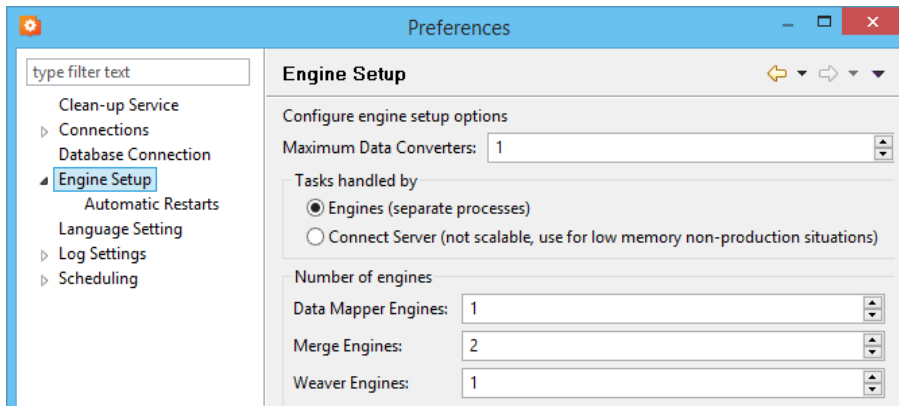 Preferences
type filter text
Clean-up Service
Connections
Database Connection
Engine Setup
Automatic Restarts
Language Setting
Log Settings
Scheduling
Engine Setup
Configure engine setup options
Maximum Data Converters: 1
Tasks handled by
Engines (separate processes)
Connect Server (not scalable, use for low memory non-production situations)
Number of engines
Data Mapper Engines: 1
Merge Engines: 2
Weaver Engines: 1